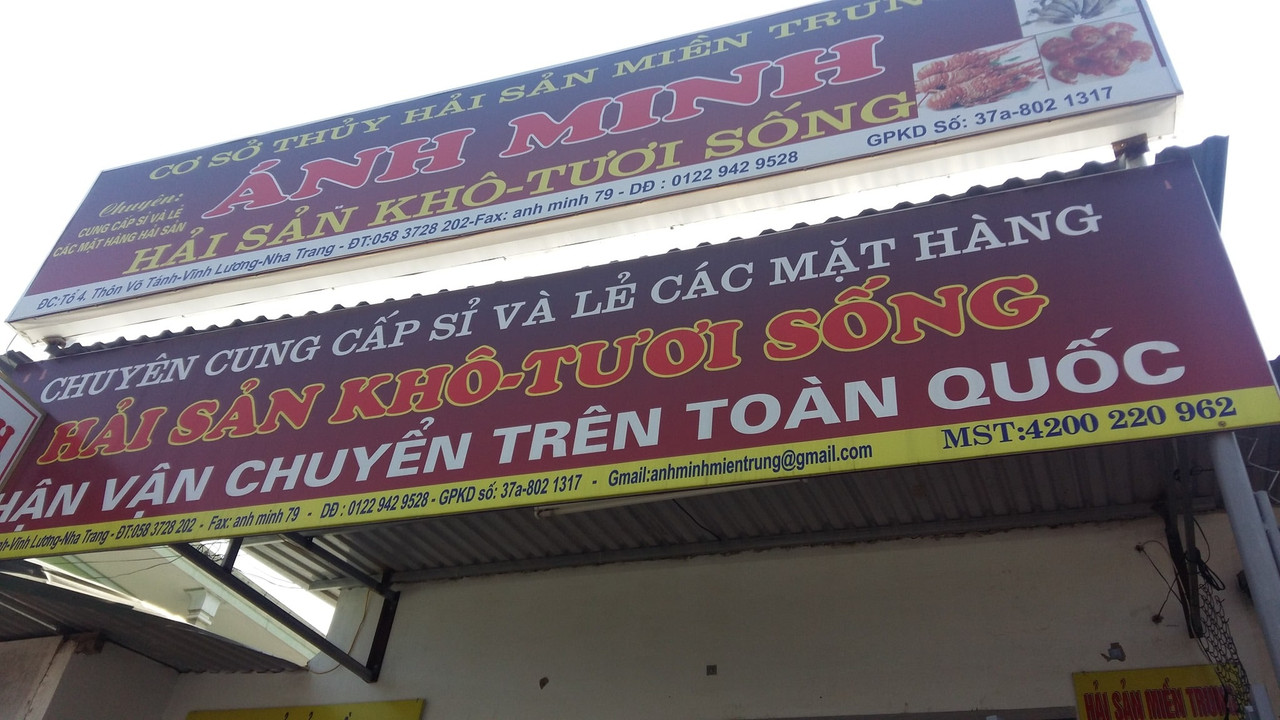 CƠ SỞ THỦY HẢI SẢN MIỀN TRUN
ÁNH MINH
Chuyên:
CUNG CẤP SỈ VÀ LẺ
CÁC MẶT HÀNG HẢI SẢN
HẢI SẢN KHÔ-TƯƠI SỐNG
GPKD Số: 37a-802 1317
ĐC:Tổ 4. Thôn Võ Tánh-Vĩnh Lương-Nha Trang - ĐT:058 3728 202-Fax: anh minh 79 - DĐ : 0122 942 9528
CHUYÊN CUNG CẤP SỈ VÀ LẺ CÁC MẶT HÀNG
HẢI SẢN KHÔ-TƯƠI SỐNG
HẬN VẬN CHUYỂN TRÊN TOÀN QUỐC
nh-Vĩnh Lương-Nha Trang - ĐT:058 3728 202 - Fax: anh minh 79 - DĐ : 0122 942 9528 - GPKD số: 37a-802 1317 - Gmail:anhminhmientrung@gmail.com
MST:4200 220 962
HẢI SẢN MIỀN TRUN